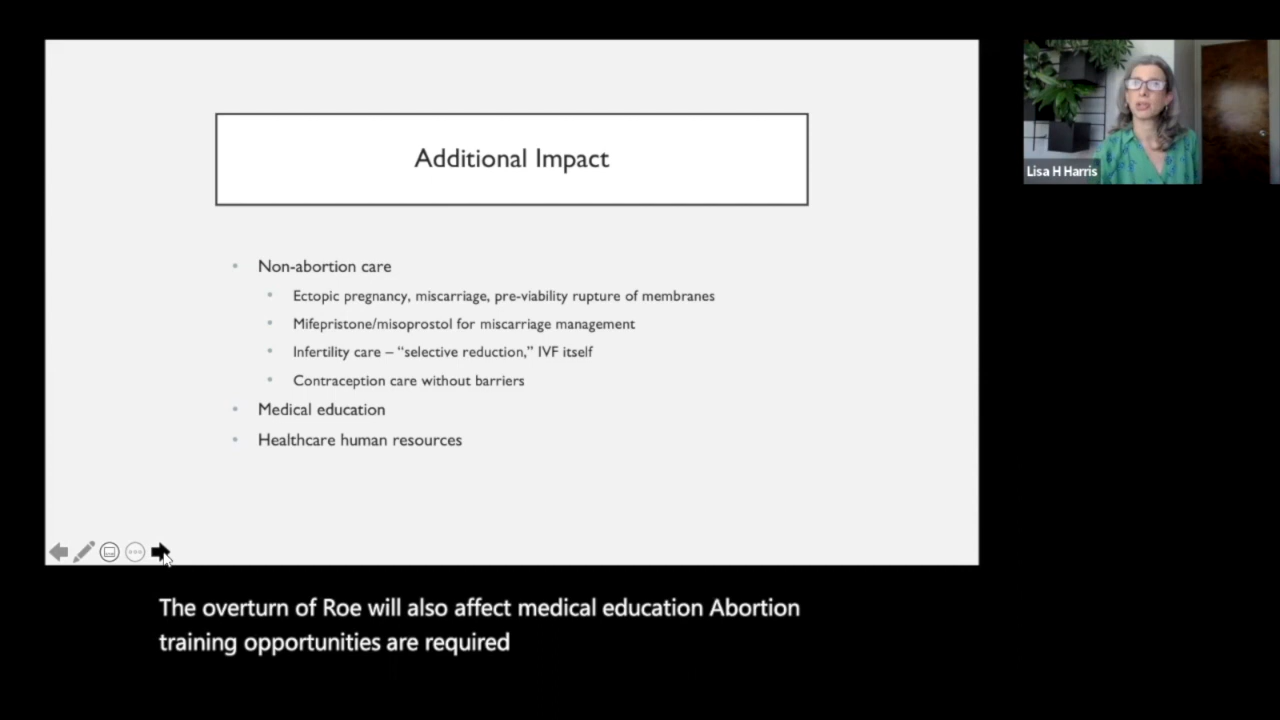 Additional Impact
Lisa H Harris
• Non-abortion care
• Ectopic pregnancy, miscarriage, pre-viability rupture of membranes
• Mifepristone/misoprostol for miscarriage management
• Infertility care – “selective reduction,” IVF itself
• Contraception care without barriers
• Medical education
• Healthcare human resources
The overturn of Roe will also affect medical education Abortion
training opportunities are required